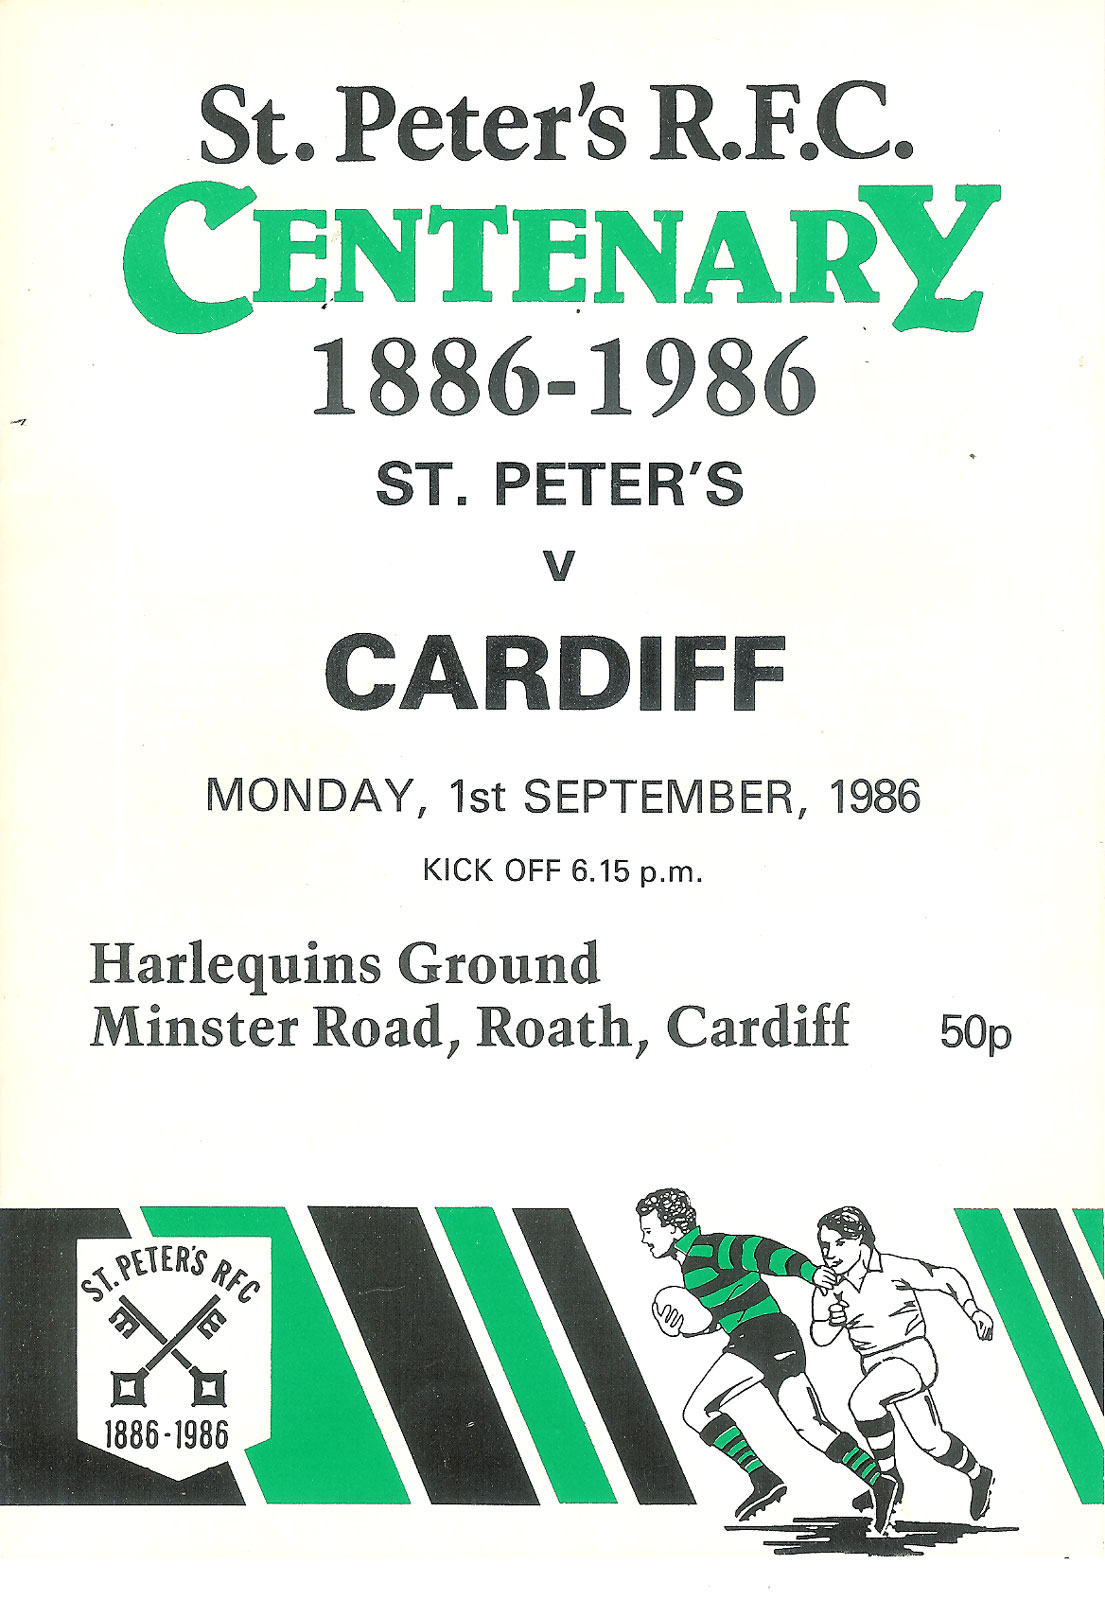 St. Peter's R.F.C.
CENTENARY
1886-1986
ST. PETER'S
v
CARDIFF
MONDAY, 1st SEPTEMBER, 1986
KICK OFF 6.15 p.m.
Harlequins Ground
Minster Road, Roath, Cardiff 50p
ST. PETER'S RFC
1886-1986